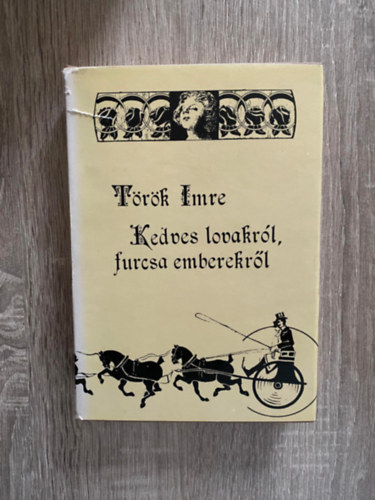 Török Imre
Kedves lovakról,
furcsa emberekről